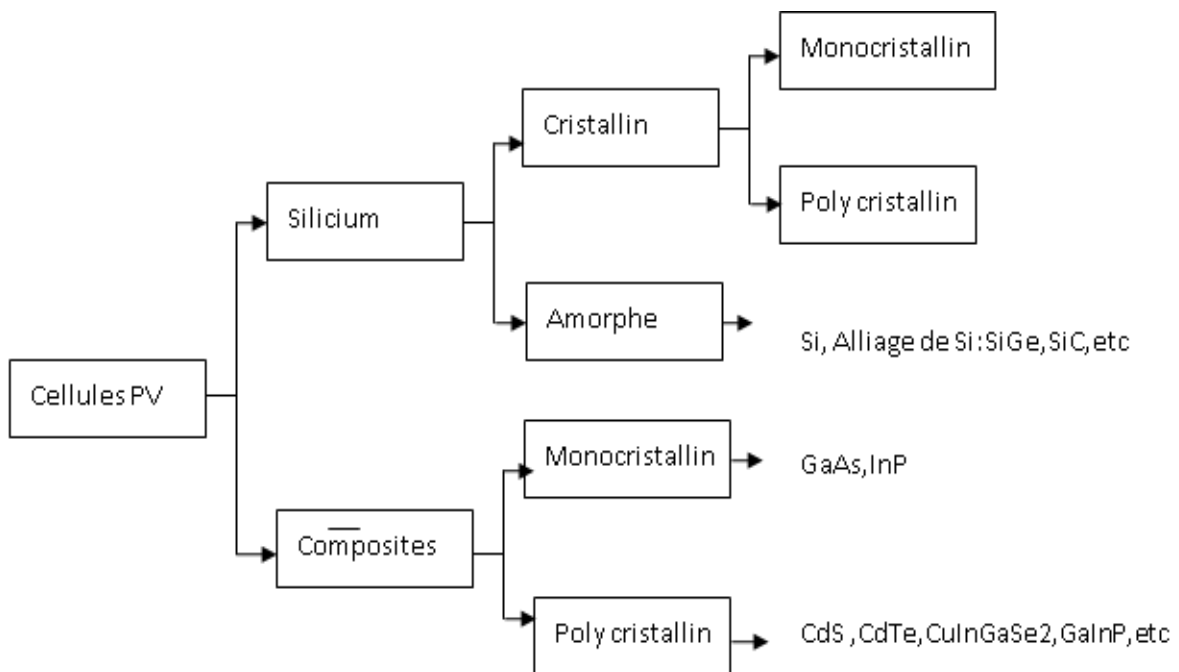 Monocristallin
Cristallin
Poly cristallin
Silicium
Amorphe
Si, Alliage de Si:SiGe,SiC,etc
Cellules PV
Monocristallin
GaAs,InP
Composites
Poly cristallin
CdS ,CdTe,CuInGaSe2,GaInP,etc